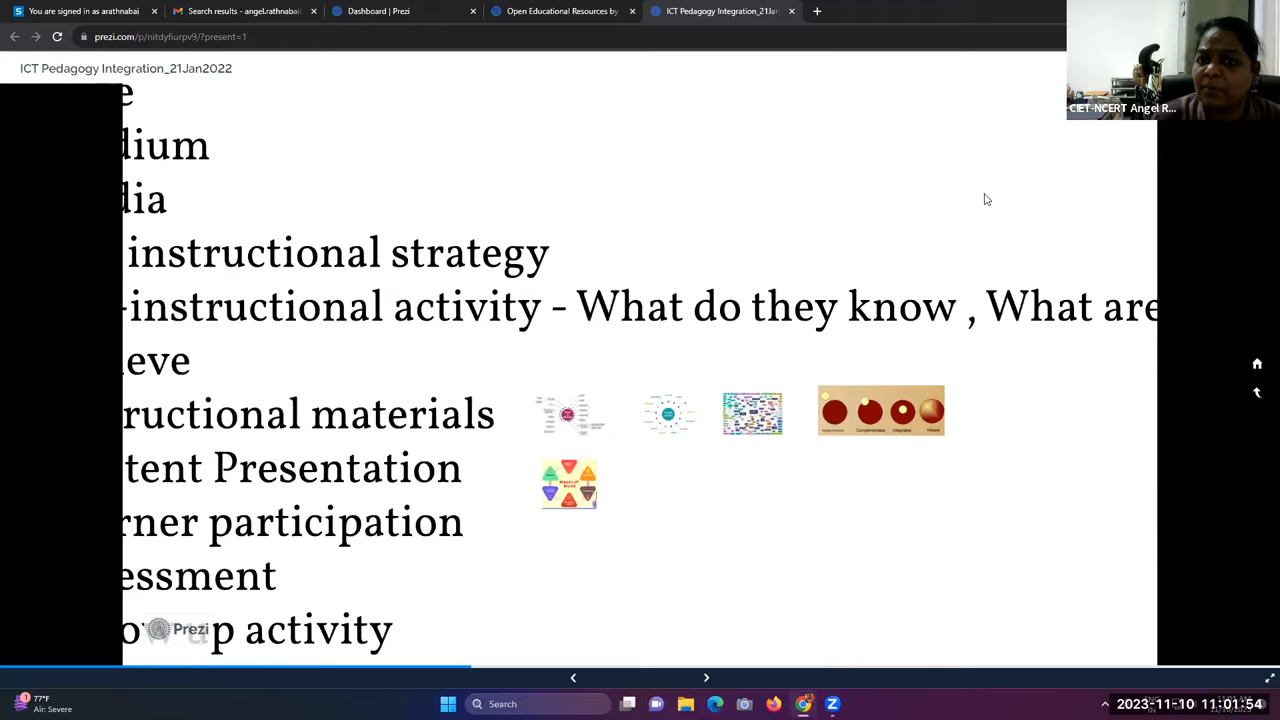 You are signed in as arathnabai
Search results - angel.rathnabai
Dashboard | Prezi
Open Educational Resources by
ICT Pedagogy Integration_21Jan
prezi.com/p/nitdyfiurpv9/?present=1
ICT Pedagogy Integration_21Jan2022
CIET-NCERT Angel R...
e
dium
dia
instructional strategy
-instructional activity - What do they know , What are
ieve
ructional materials
tent Presentation
rner participation
essment
up activity
Prezi
77°F
Air: Severe
Search
2023-11-10 11:01:54